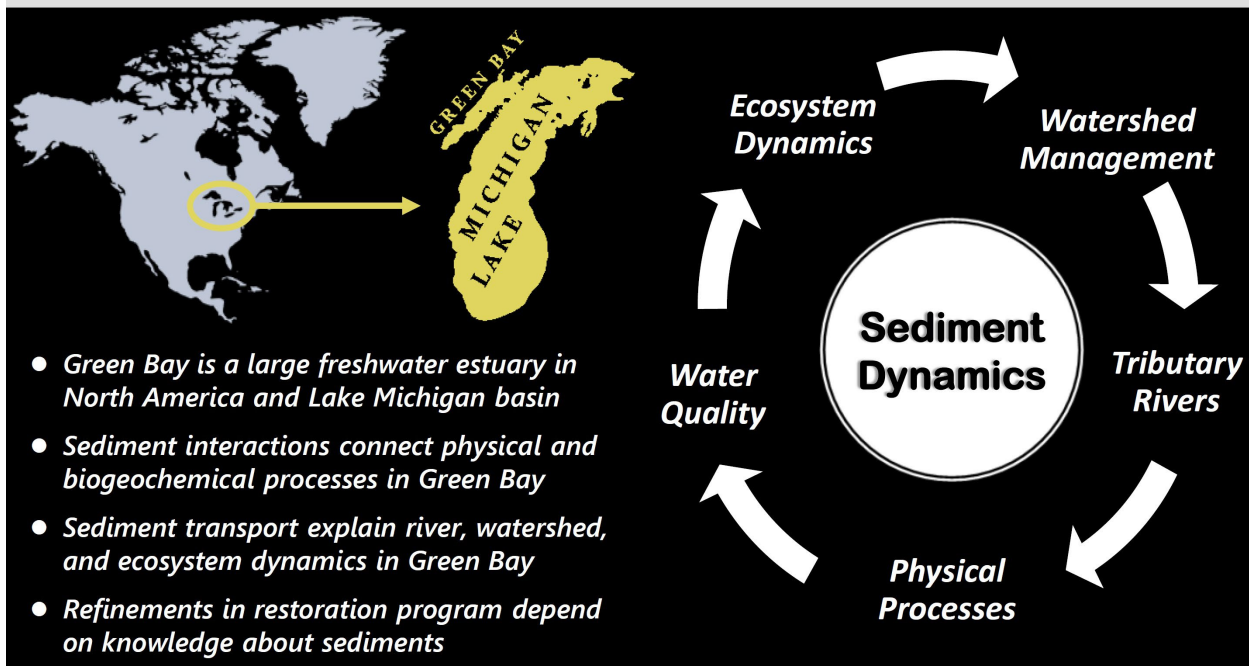 GREEN BAY
MICHIGAN
LAKE
● Green Bay is a large freshwater estuary in
North America and Lake Michigan basin
● Sediment interactions connect physical and
biogeochemical processes in Green Bay
● Sediment transport explain river, watershed,
and ecosystem dynamics in Green Bay
● Refinements in restoration program depend
on knowledge about sediments
Ecosystem
Dynamics
Watershed
Management
Tributary
Rivers
Physical
Processes
Water
Quality
Sediment
Dynamics